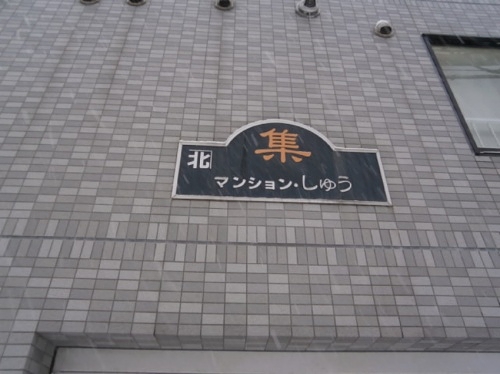 集
北
マンション・しゅう